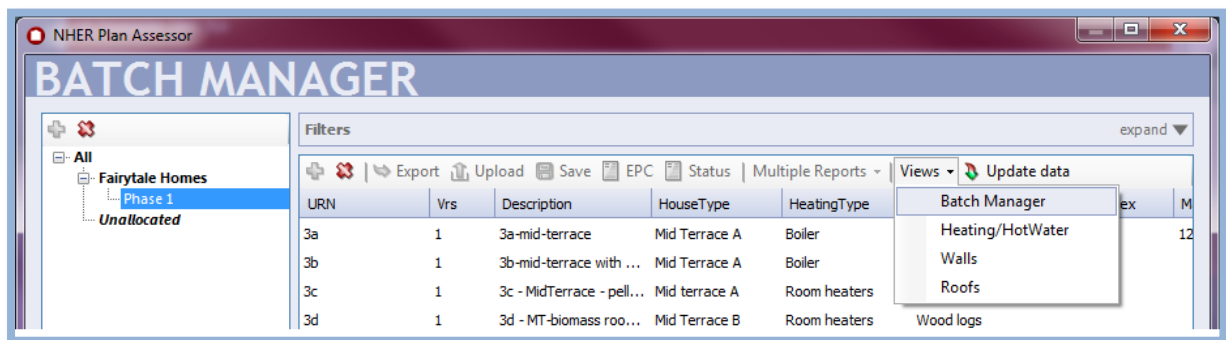 NHER Plan Assessor
BATCH MANAGER
Filters expand
All
Fairytale Homes
Phase 1
Unallocated
Export Upload Save EPC Status Multiple Reports Views Update data
Batch Manager
Heating/HotWater
Walls
Roofs
URN Vrs Description HouseType HeatingType ex M
3a 1 3a-mid-terrace Mid Terrace A Boiler 12
3b 1 3b-mid-terrace with ... Mid Terrace A Boiler
3c 1 3c - MidTerrace - pell... Mid terrace A Room heaters
3d 1 3d - MT-biomass roo... Mid Terrace B Room heaters Wood logs